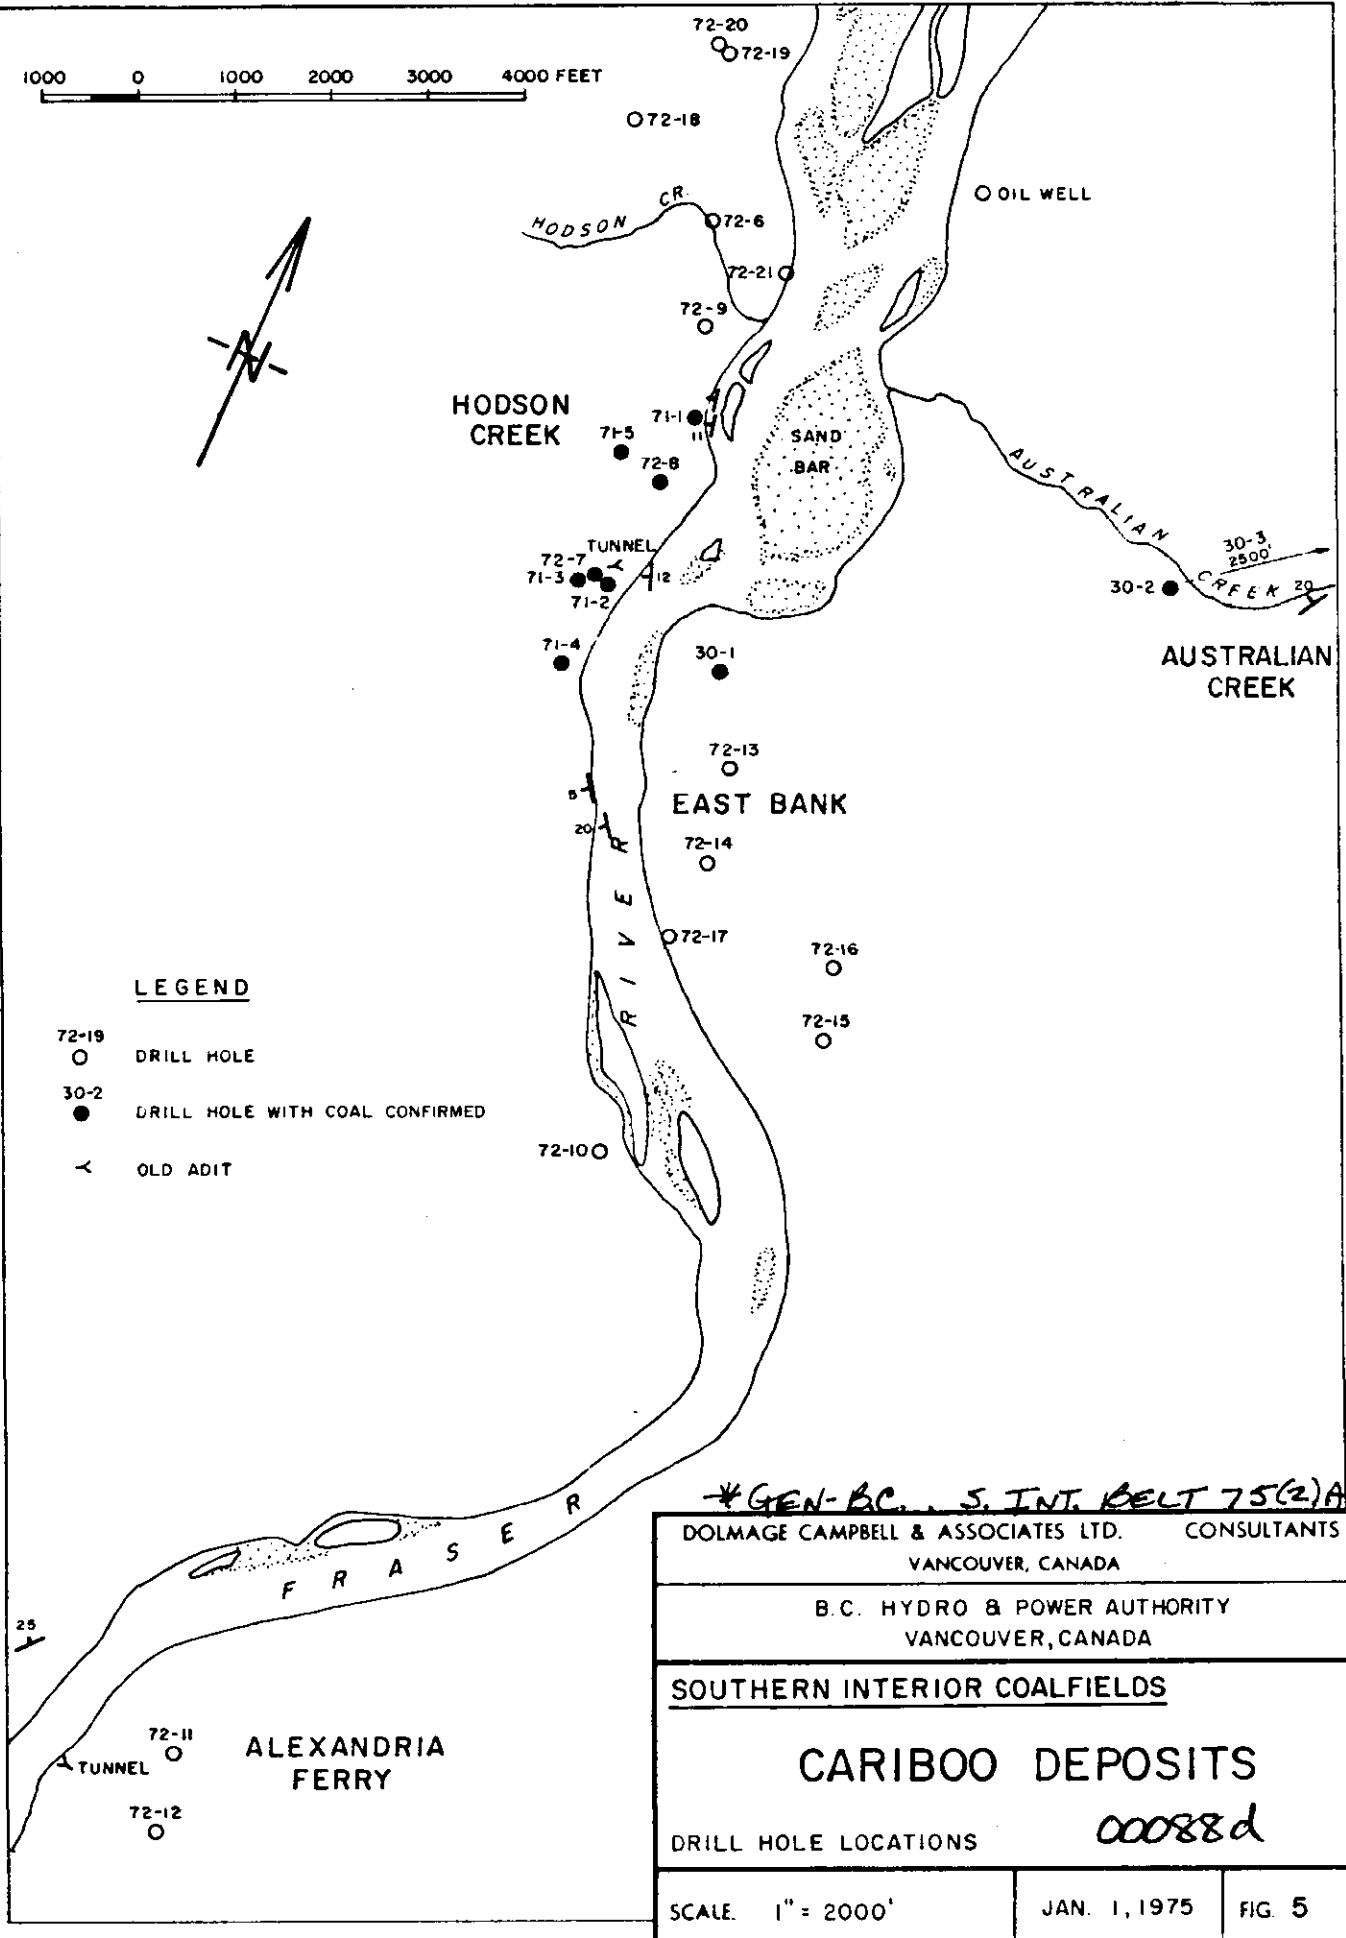 72-20
72-19
1000 0 1000 2000 3000 4000 FEET
72-18
OIL WELL
HODSON CR.
72-6
72-21
72-9
N
HODSON
CREEK
71-1
11
71-5
72-8
SAND
BAR
AUSTRALIAN
CREEK
30-3
2500'
20
TUNNEL
72-7
71-3
71-2
12
30-2
71-4
30-1
AUSTRALIAN
CREEK
72-13
EAST BANK
20
72-14
RIVER
72-17
72-16
72-15
LEGEND
72-19
DRILL HOLE
30-2
DRILL HOLE WITH COAL CONFIRMED
OLD ADIT
72-10
FRASER
25
72-11
TUNNEL
ALEXANDRIA
FERRY
72-12
* GEN-B.C. S. INT. BELT 75(2)A
DOLMAGE CAMPBELL & ASSOCIATES LTD. CONSULTANTS
VANCOUVER, CANADA
B.C. HYDRO & POWER AUTHORITY
VANCOUVER, CANADA
SOUTHERN INTERIOR COALFIELDS
CARIBOO DEPOSITS
DRILL HOLE LOCATIONS 00088d
SCALE. 1" = 2000' JAN. 1, 1975 FIG. 5